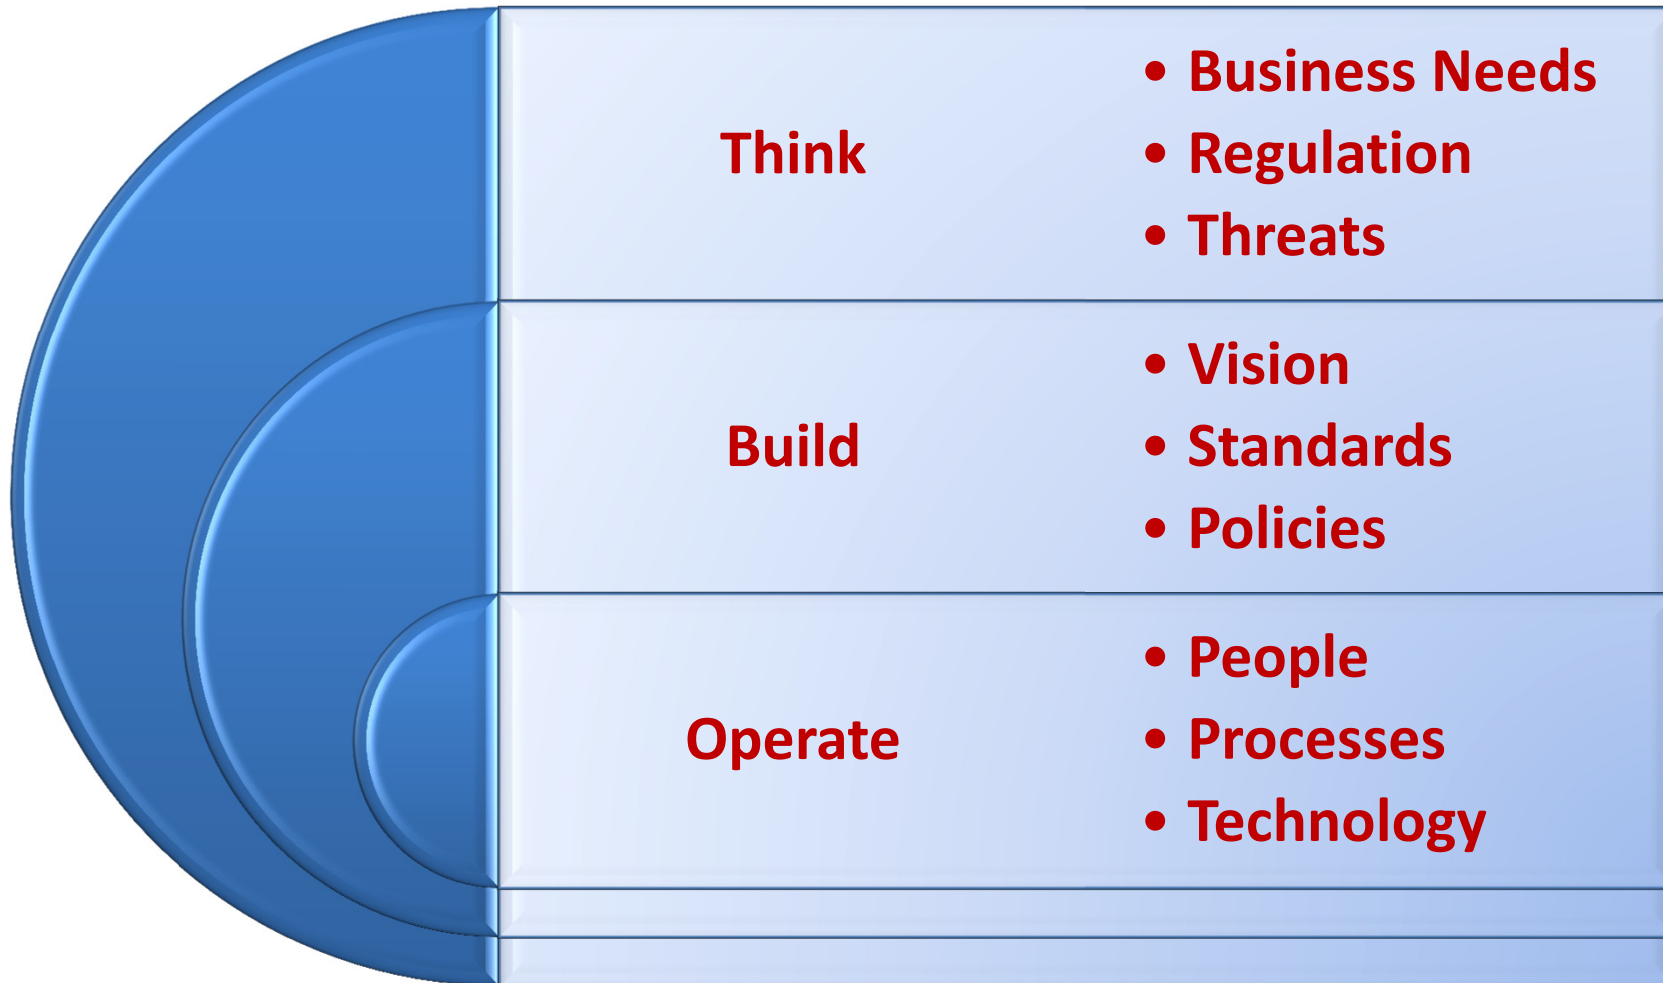 Think
• Business Needs
• Regulation
• Threats
Build
• Vision
• Standards
• Policies
Operate
• People
• Processes
• Technology